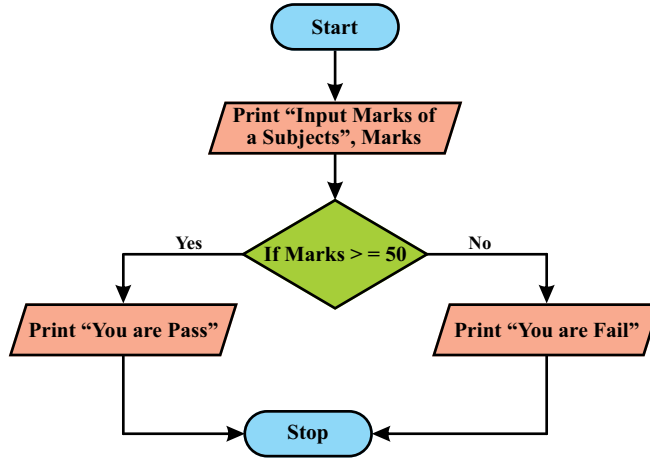 Start
Print “Input Marks of
a Subjects”, Marks
If Marks > = 50
Yes
No
Print “You are Pass”
Print “You are Fail”
Stop